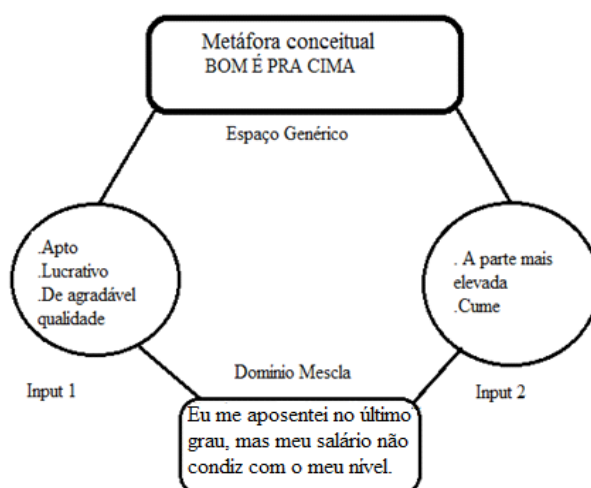 Metáfora conceitual
BOM É PRA CIMA
Espaço Genérico
.Apto
.Lucrativo
.De agradável
qualidade
. A parte mais
elevada
.Cume
Input 1
Dominio Mescla
Input 2
Eu me aposentei no último
grau, mas meu salário não
condiz com o meu nível.